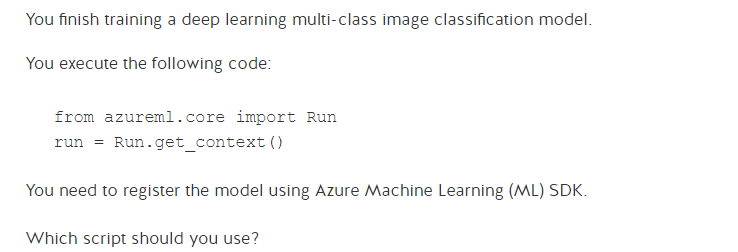 You finish training a deep learning multi-class image classification model.
You execute the following code:
from azureml.core import Run
run = Run.get_context()
You need to register the model using Azure Machine Learning (ML) SDK.
Which script should you use?